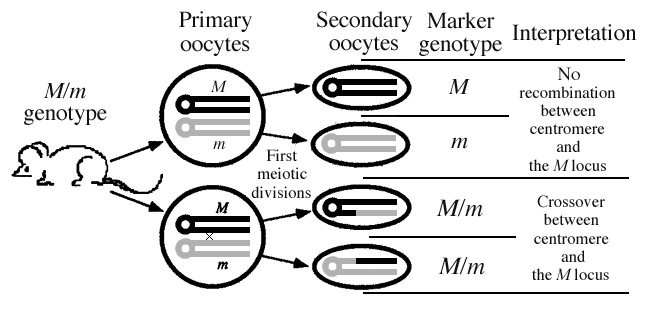 Primary
oocytes
Secondary
oocytes
Marker
genotype
Interpretation
M/m
genotype
M
m
First
meiotic
divisions
M
m
M
m
No
recombination
between
centromere
and
the M locus
M/m
M/m
Crossover
between
centromere
and
the M locus